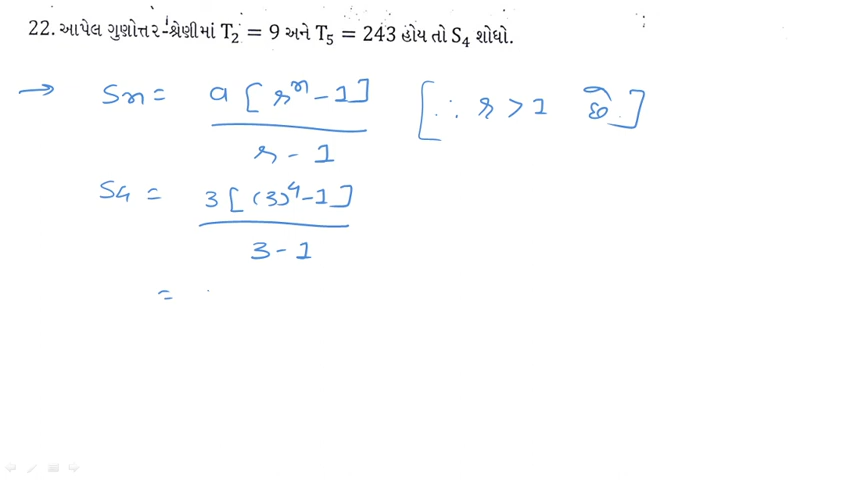 22. આપેલ ગુણોત્તર શ્રેણીમાં T₂ = 9 અને T₅ = 243 હોય તો S₄ શોધો.
→ Sn = a[rⁿ-1] / r-1 [∵ r > 1 છે]
S₄ = 3[(3)⁴-1] / 3-1
=